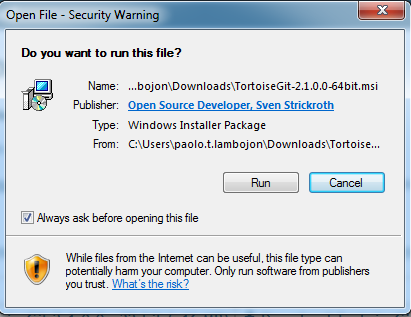 Open File - Security Warning
Do you want to run this file?
Name: ...bojon\Downloads\TortoiseGit-2.1.0.0-64bit.msi
Publisher: Open Source Developer, Sven Strickroth
Type: Windows Installer Package
From: C:\Users\paolo.t.lambojon\Downloads\Tortoise...
Run Cancel
Always ask before opening this file
While files from the Internet can be useful, this file type can
potentially harm your computer. Only run software from publishers
you trust. What's the risk?